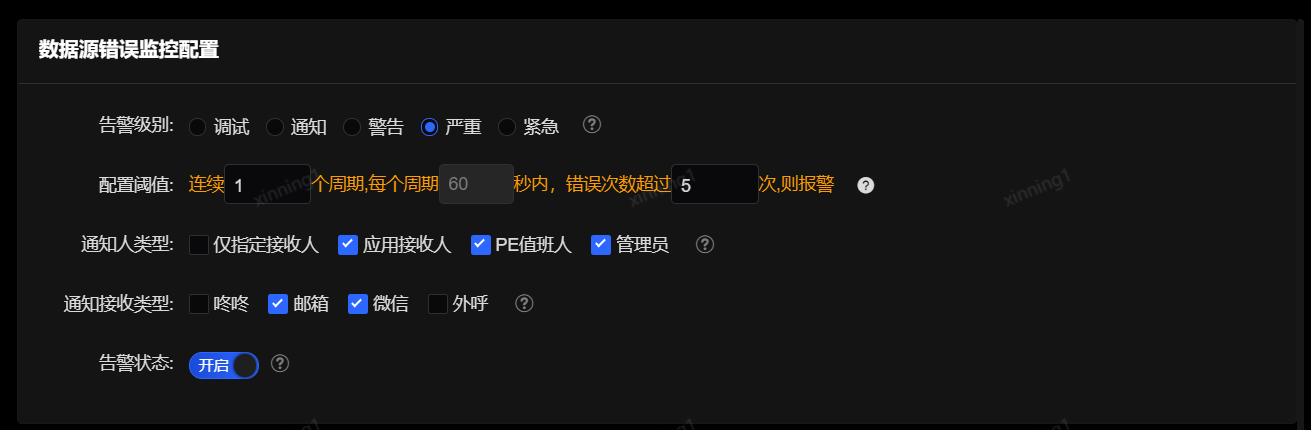 数据源错误监控配置
告警级别: 调试 通知 警告 严重 紧急 ?
配置阈值: 连续 1 个周期,每个周期 60 秒内，错误次数超过 5 次,则报警 ?
xinning1 xinning1 xinning1
通知人类型: 仅指定接收人 应用接收人 PE值班人 管理员 ?
通知接收类型: 咚咚 邮箱 微信 外呼 ?
告警状态: 开启 ?
xinning1 xinning1 xinning1